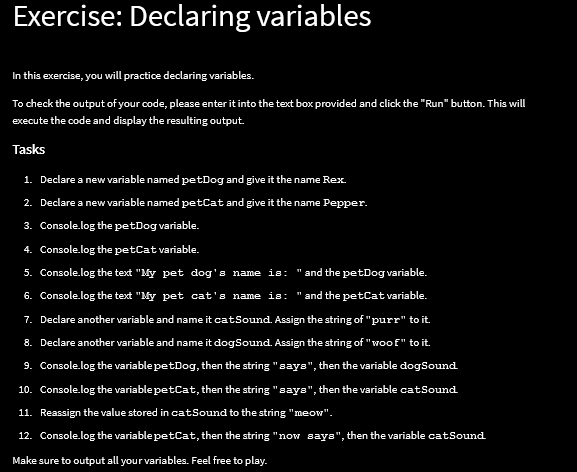 Exercise: Declaring variables
In this exercise, you will practice declaring variables.
To check the output of your code, please enter it into the text box provided and click the "Run" button. This will
execute the code and display the resulting output.
Tasks
1. Declare a new variable named petDog and give it the name Rex.
2. Declare a new variable named petCat and give it the name Pepper.
3. Console.log the petDog variable.
4. Console.log the petCat variable.
5. Console.log the text "My pet dog's name is: " and the petDog variable.
6. Console.log the text "My pet cat's name is: " and the petCat variable.
7. Declare another variable and name it catSound. Assign the string of "purr" to it.
8. Declare another variable and name it dogSound. Assign the string of "woof" to it.
9. Console.log the variable petDog, then the string "says", then the variable dogSound.
10. Console.log the variable petCat, then the string "says", then the variable catSound.
11. Reassign the value stored in catSound to the string "meow".
12. Console.log the variable petCat, then the string "now says", then the variable catSound.
Make sure to output all your variables. Feel free to play.